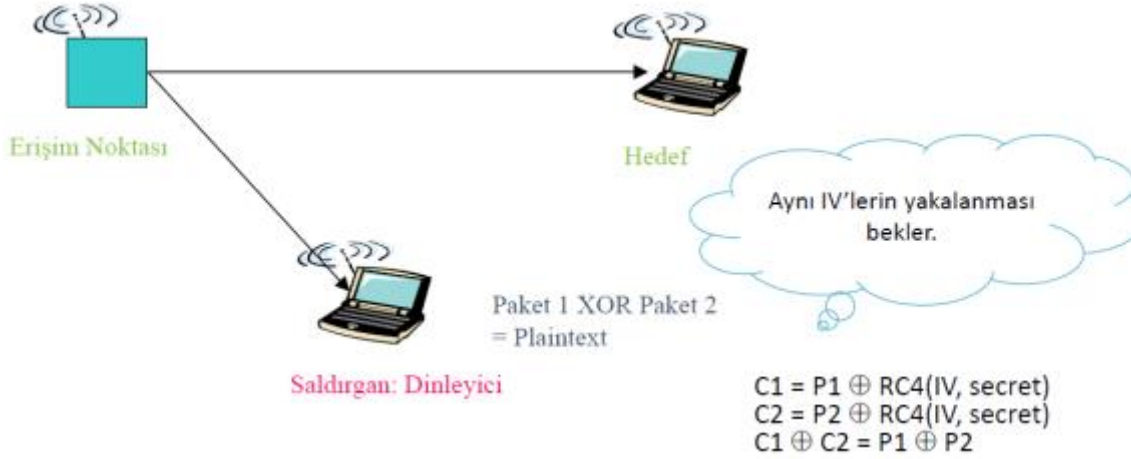 Erişim Noktası
Hedef
Aynı IV'lerin yakalanması
bekler.
Paket 1 XOR Paket 2
= Plaintext
Saldırgan: Dinleyici
C1 = P1 ⊕ RC4(IV, secret)
C2 = P2 ⊕ RC4(IV, secret)
C1 ⊕ C2 = P1 ⊕ P2